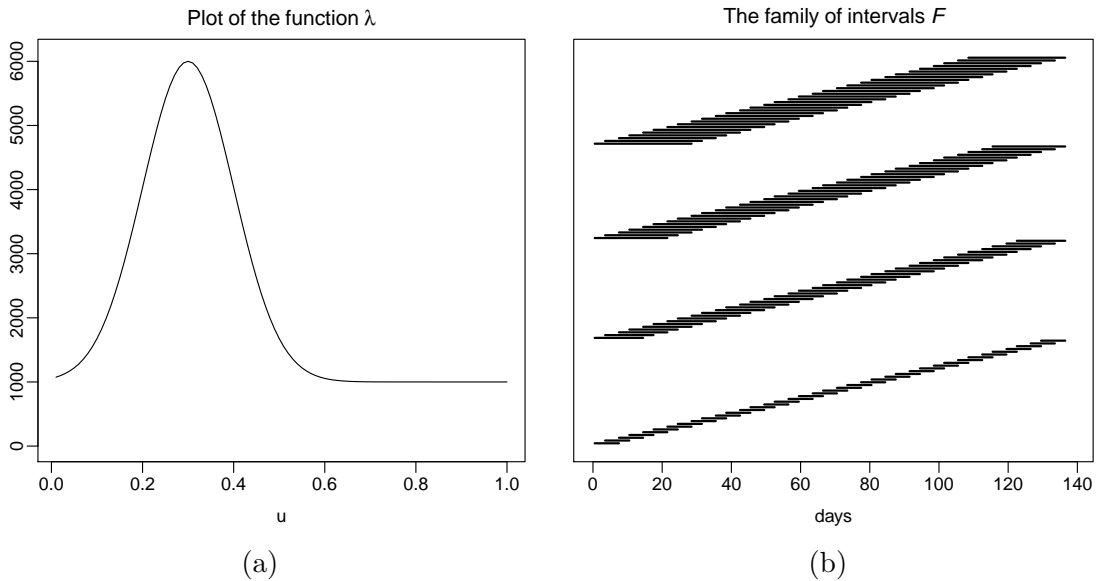 Plot of the function λ
6000
5000
4000
3000
2000
1000
0
0.0 0.2 0.4 0.6 0.8 1.0
u
(a)
The family of intervals F
0 20 40 60 80 100 120 140
days
(b)